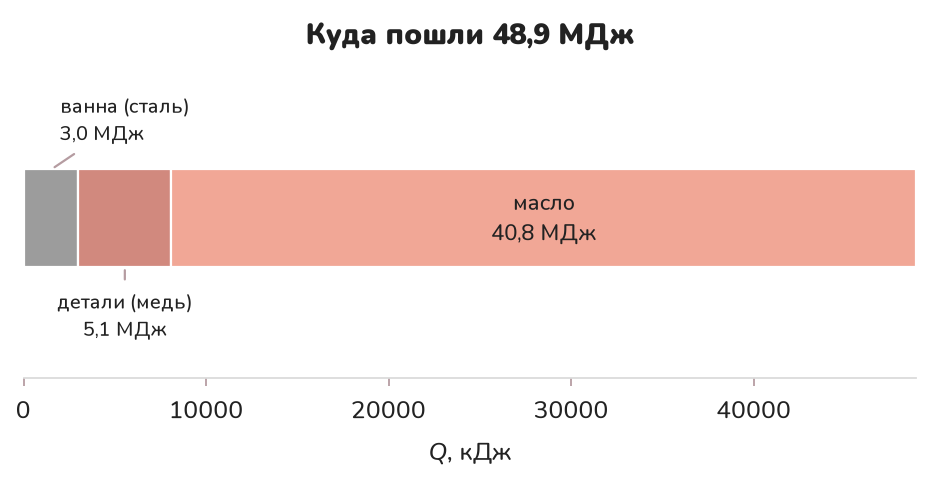 Куда пошли 48,9 МДж
ванна (сталь)
3,0 МДж
масло
40,8 МДж
детали (медь)
5,1 МДж
0 10000 20000 30000 40000
Q, кДж